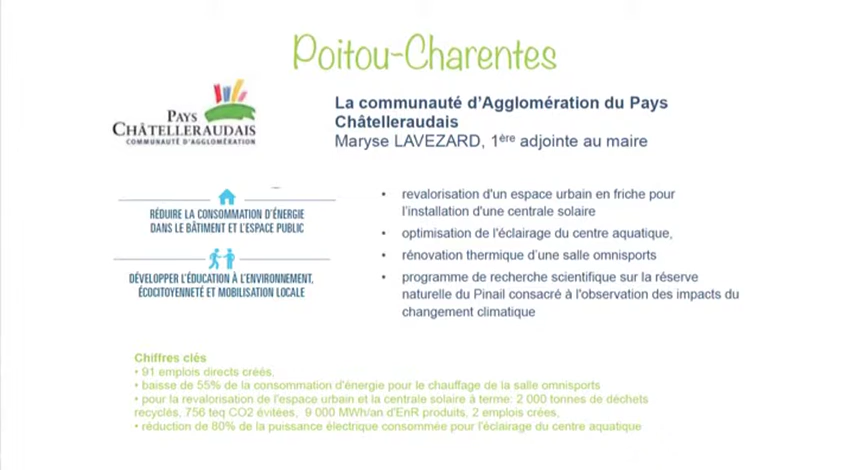 Poitou-Charentes
PAYS
CHÂTELLERAUDAIS
COMMUNAUTÉ D'AGGLOMÉRATION
La communauté d'Agglomération du Pays
Châtelleraudais
Maryse LAVEZARD, 1ère adjointe au maire
RÉDUIRE LA CONSOMMATION D'ÉNERGIE
DANS LE BÂTIMENT ET L'ESPACE PUBLIC
DÉVELOPPER L'ÉDUCATION À L'ENVIRONNEMENT,
ÉCOCITOYENNETÉ ET MOBILISATION LOCALE
• revalorisation d'un espace urbain en friche pour
l'installation d'une centrale solaire
• optimisation de l'éclairage du centre aquatique,
• rénovation thermique d'une salle omnisports
• programme de recherche scientifique sur la réserve
naturelle du Pinail consacré à l'observation des impacts du
changement climatique
Chiffres clés
• 91 emplois directs créés,
• baisse de 55% de la consommation d'énergie pour le chauffage de la salle omnisports
• pour la revalorisation de l'espace urbain et la centrale solaire à terme: 2 000 tonnes de déchets
recyclés, 756 teq CO2 évitées, 9 000 MWh/an d'EnR produits, 2 emplois crées,
• réduction de 80% de la puissance électrique consommée pour l'éclairage du centre aquatique